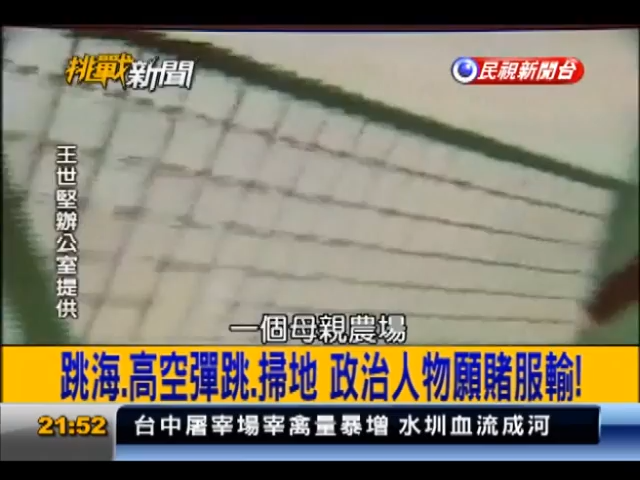 挑戰新聞
民視新聞台
王世堅辦公室提供
一個母親農場
跳海.高空彈跳.掃地 政治人物願賭服輸!
21:52 台中屠宰場宰禽量暴增 水圳血流成河